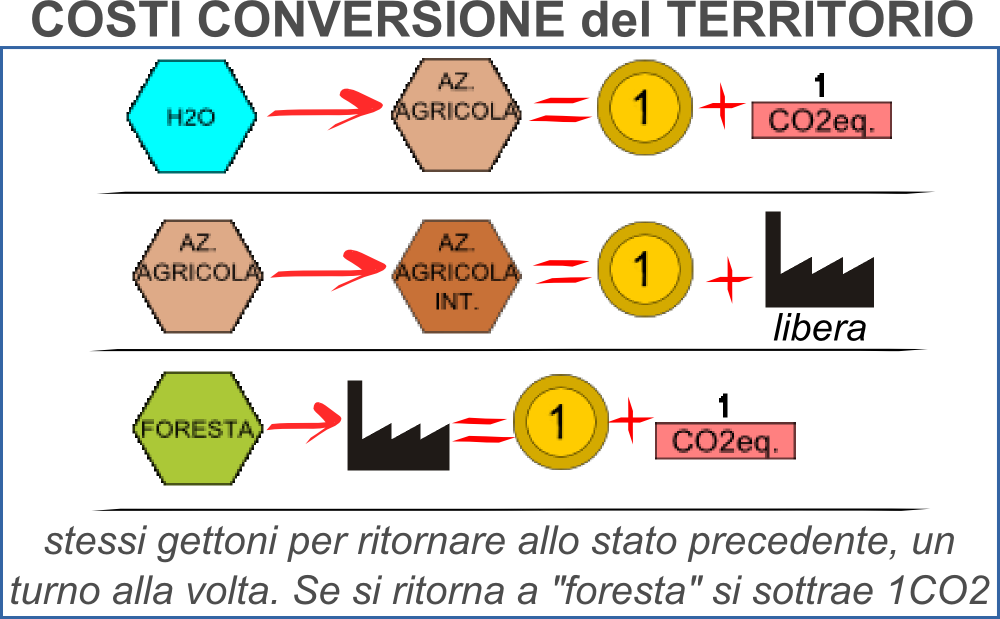 COSTI CONVERSIONE del TERRITORIO
H2O
AZ.
AGRICOLA
1
1
CO2eq.
AZ.
AGRICOLA
AZ.
AGRICOLA
INT.
1
libera
FORESTA
1
1
CO2eq.
stessi gettoni per ritornare allo stato precedente, un
turno alla volta. Se si ritorna a "foresta" si sottrae 1CO2